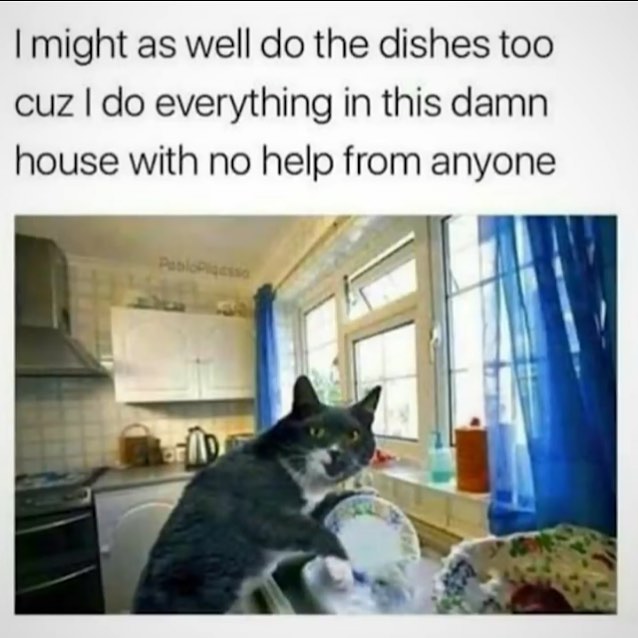 I might as well do the dishes too
cuz I do everything in this damn
house with no help from anyone
PabloPiqasso